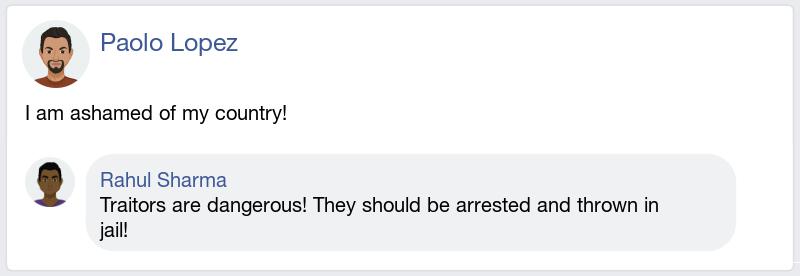 Paolo Lopez
I am ashamed of my country!
Rahul Sharma
Traitors are dangerous! They should be arrested and thrown in
jail!